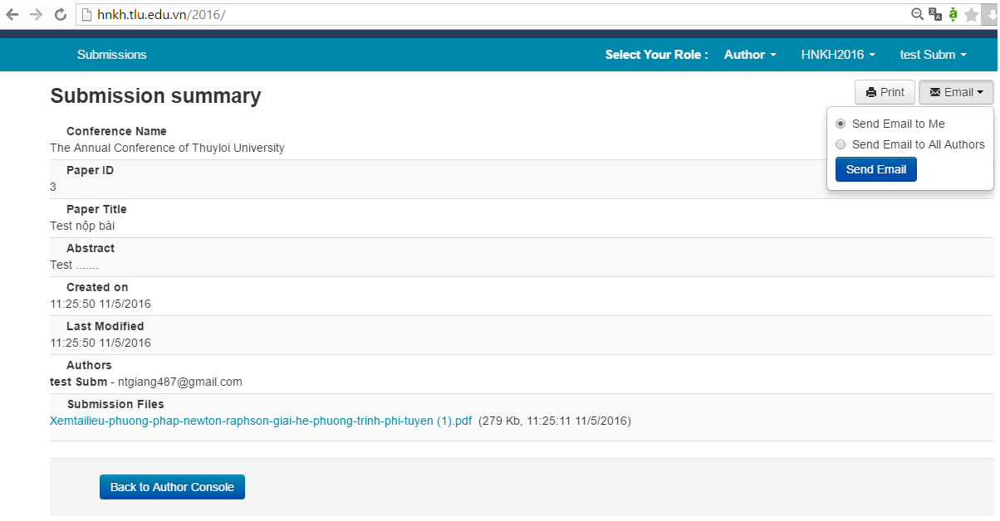 hnkh.tlu.edu.vn/2016/
Submissions
Select Your Role : Author HNKH2016 test Subm
Submission summary
Print Email
Send Email to Me
Send Email to All Authors
Send Email
Conference Name
The Annual Conference of Thuyloi University
Paper ID
3
Paper Title
Test nộp bài
Abstract
Test .......
Created on
11:25:50 11/5/2016
Last Modified
11:25:50 11/5/2016
Authors
test Subm - ntgiang487@gmail.com
Submission Files
Xemtailieu-phuong-phap-newton-raphson-giai-he-phuong-trinh-phi-tuyen (1).pdf (279 Kb, 11:25:11 11/5/2016)
Back to Author Console